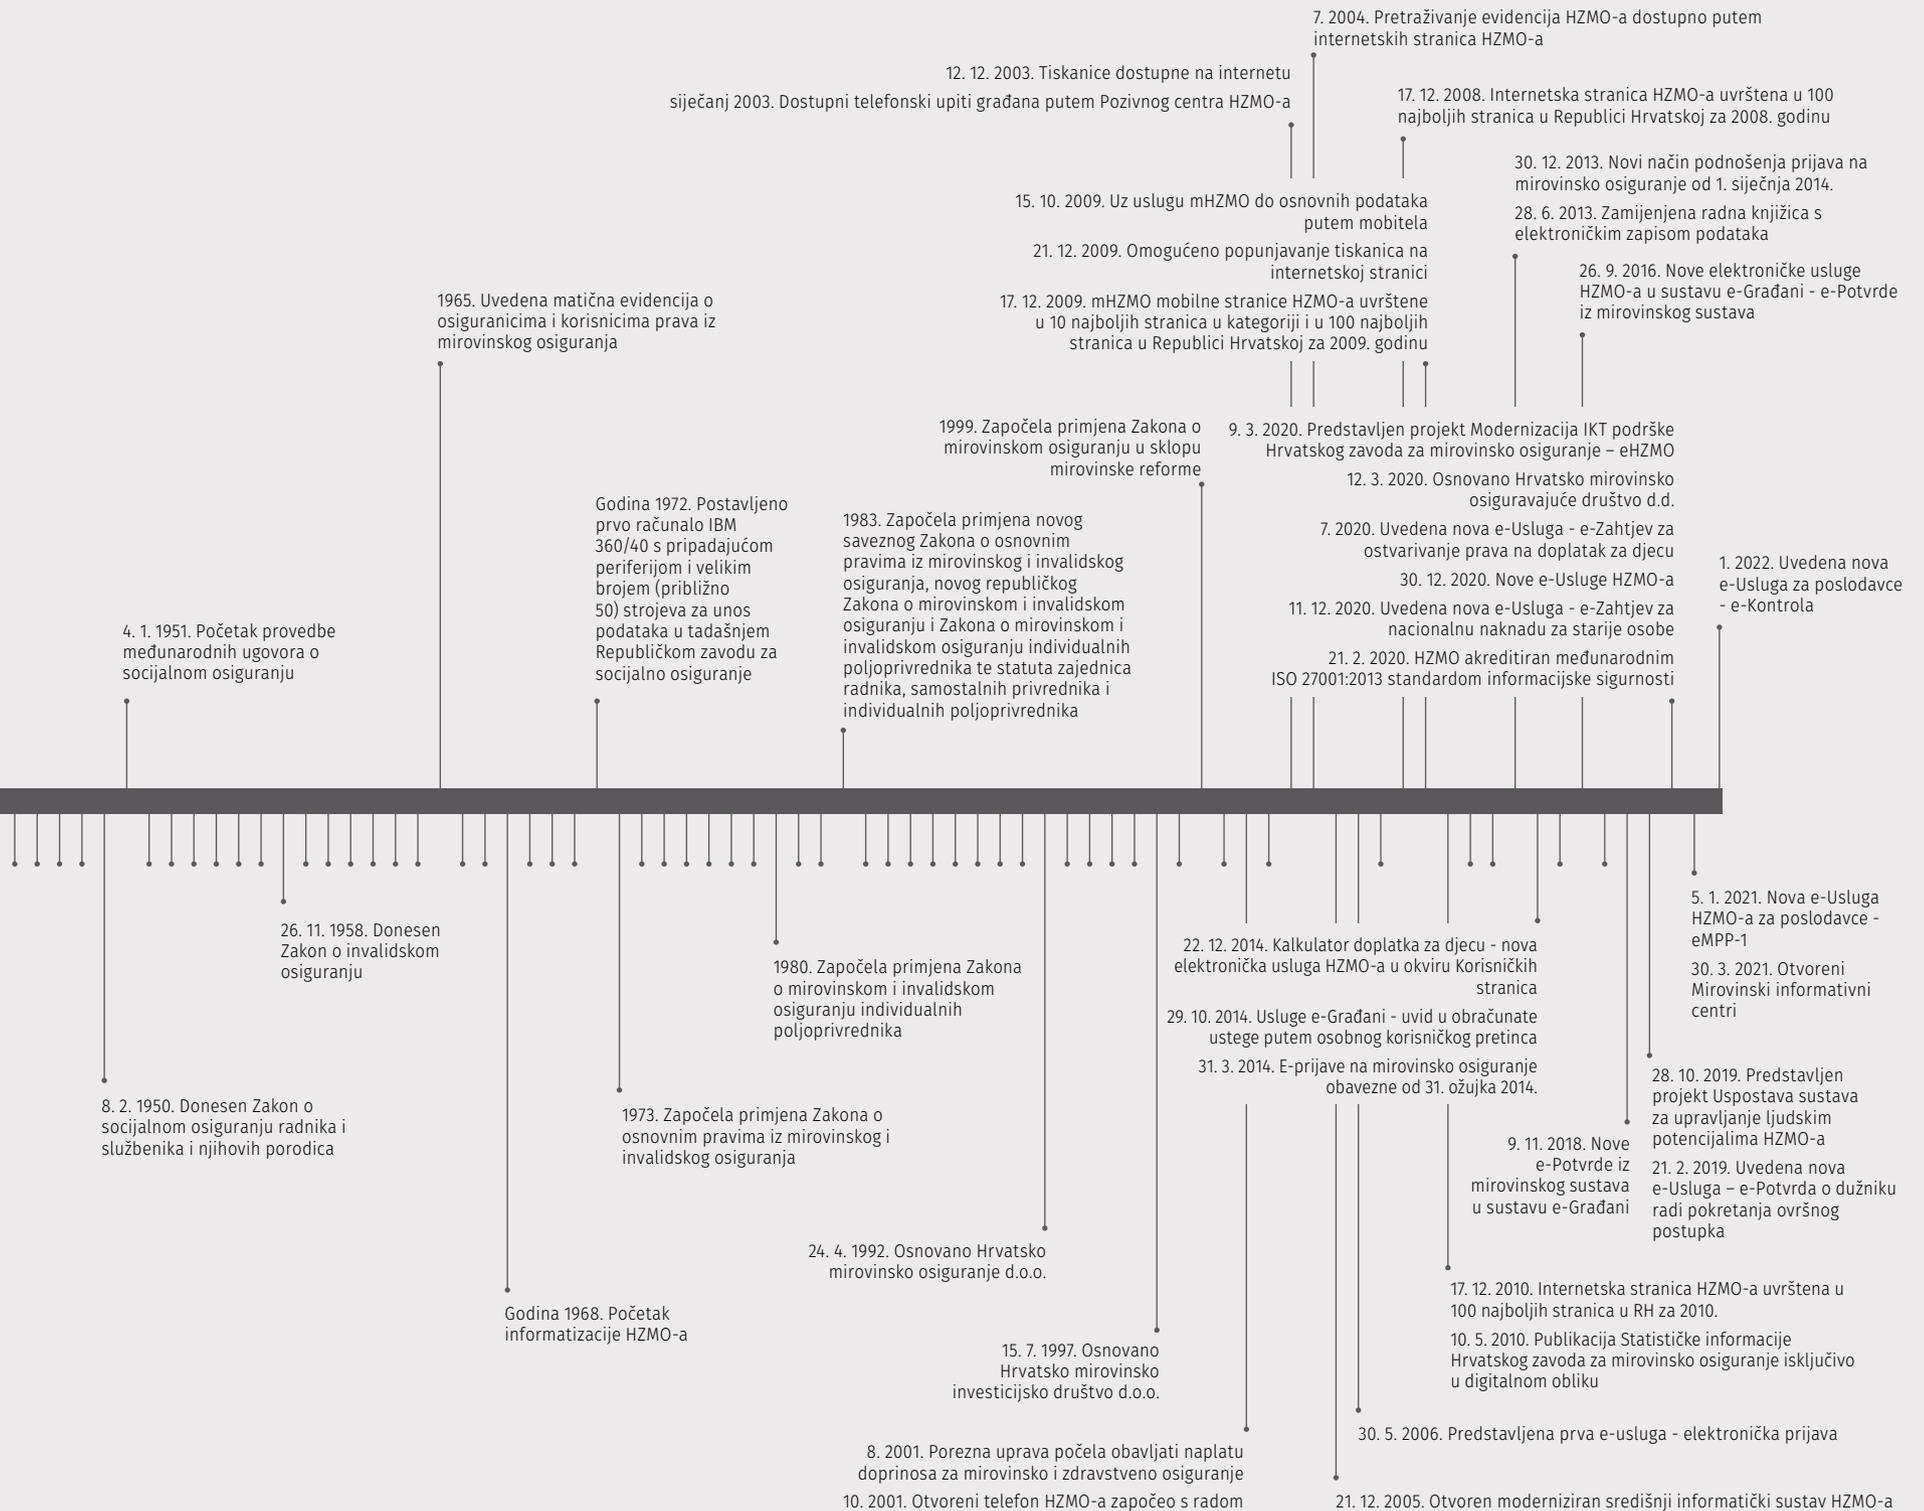 7. 2004. Pretraživanje evidencija HZMO-a dostupno putem
internetskih stranica HZMO-a
12. 12. 2003. Tiskanice dostupne na internetu
siječanj 2003. Dostupni telefonski upiti građana putem Pozivnog centra HZMO-a
17. 12. 2008. Internetska stranica HZMO-a uvrštena u 100
najboljih stranica u Republici Hrvatskoj za 2008. godinu
30. 12. 2013. Novi način podnošenja prijava na
mirovinsko osiguranje od 1. siječnja 2014.
28. 6. 2013. Zamijenjena radna knjižica s
elektroničkim zapisom podataka
15. 10. 2009. Uz uslugu mHZMO do osnovnih podataka
putem mobitela
21. 12. 2009. Omogućeno popunjavanje tiskanica na
internetskoj stranici
17. 12. 2009. mHZMO mobilne stranice HZMO-a uvrštene
u 10 najboljih stranica u kategoriji i u 100 najboljih
stranica u Republici Hrvatskoj za 2009. godinu
26. 9. 2016. Nove elektroničke usluge
HZMO-a u sustavu e-Građani - e-Potvrde
iz mirovinskog sustava
1965. Uvedena matična evidencija o
osiguranicima i korisnicima prava iz
mirovinskog osiguranja
1999. Započela primjena Zakona o
mirovinskom osiguranju u sklopu
mirovinske reforme
9. 3. 2020. Predstavljen projekt Modernizacija IKT podrške
Hrvatskog zavoda za mirovinsko osiguranje – eHZMO
12. 3. 2020. Osnovano Hrvatsko mirovinsko
osiguravajuće društvo d.d.
7. 2020. Uvedena nova e-Usluga - e-Zahtjev za
ostvarivanje prava na doplatak za djecu
30. 12. 2020. Nove e-Usluge HZMO-a
11. 12. 2020. Uvedena nova e-Usluga - e-Zahtjev za
nacionalnu naknadu za starije osobe
21. 2. 2020. HZMO akreditiran međunarodnim
ISO 27001:2013 standardom informacijske sigurnosti
Godina 1972. Postavljeno
prvo računalo IBM
360/40 s pripadajućom
periferijom i velikim
brojem (približno
50) strojeva za unos
podataka u tadašnjem
Republičkom zavodu za
socijalno osiguranje
1983. Započela primjena novog
saveznog Zakona o osnovnim
pravima iz mirovinskog i invalidskog
osiguranja, novog republičkog
Zakona o mirovinskom i invalidskom
osiguranju i Zakona o mirovinskom i
invalidskom osiguranju individualnih
poljoprivrednika te statuta zajednica
radnika, samostalnih privrednika i
individualnih poljoprivrednika
1. 2022. Uvedena nova
e-Usluga za poslodavce
- e-Kontrola
4. 1. 1951. Početak provedbe
međunarodnih ugovora o
socijalnom osiguranju
26. 11. 1958. Donesen
Zakon o invalidskom
osiguranju
1980. Započela primjena Zakona
o mirovinskom i invalidskom
osiguranju individualnih
poljoprivrednika
22. 12. 2014. Kalkulator doplatka za djecu - nova
elektronička usluga HZMO-a u okviru Korisničkih
stranica
29. 10. 2014. Usluge e-Građani - uvid u obračunate
ustege putem osobnog korisničkog pretinca
31. 3. 2014. E-prijave na mirovinsko osiguranje
obavezne od 31. ožujka 2014.
5. 1. 2021. Nova e-Usluga
HZMO-a za poslodavce -
eMPP-1
30. 3. 2021. Otvoreni
Mirovinski informativni
centri
8. 2. 1950. Donesen Zakon o
socijalnom osiguranju radnika i
službenika i njihovih porodica
1973. Započela primjena Zakona o
osnovnim pravima iz mirovinskog i
invalidskog osiguranja
28. 10. 2019. Predstavljen
projekt Uspostava sustava
za upravljanje ljudskim
potencijalima HZMO-a
21. 2. 2019. Uvedena nova
e-Usluga – e-Potvrda o dužniku
radi pokretanja ovršnog
postupka
9. 11. 2018. Nove
e-Potvrde iz
mirovinskog sustava
u sustavu e-Građani
24. 4. 1992. Osnovano Hrvatsko
mirovinsko osiguranje d.o.o.
Godina 1968. Početak
informatizacije HZMO-a
17. 12. 2010. Internetska stranica HZMO-a uvrštena u
100 najboljih stranica u RH za 2010.
10. 5. 2010. Publikacija Statističke informacije
Hrvatskog zavoda za mirovinsko osiguranje isključivo
u digitalnom obliku
15. 7. 1997. Osnovano
Hrvatsko mirovinsko
investicijsko društvo d.o.o.
30. 5. 2006. Predstavljena prva e-usluga - elektronička prijava
8. 2001. Porezna uprava počela obavljati naplatu
doprinosa za mirovinsko i zdravstveno osiguranje
10. 2001. Otvoreni telefon HZMO-a započeo s radom
21. 12. 2005. Otvoren moderniziran središnji informatički sustav HZMO-a